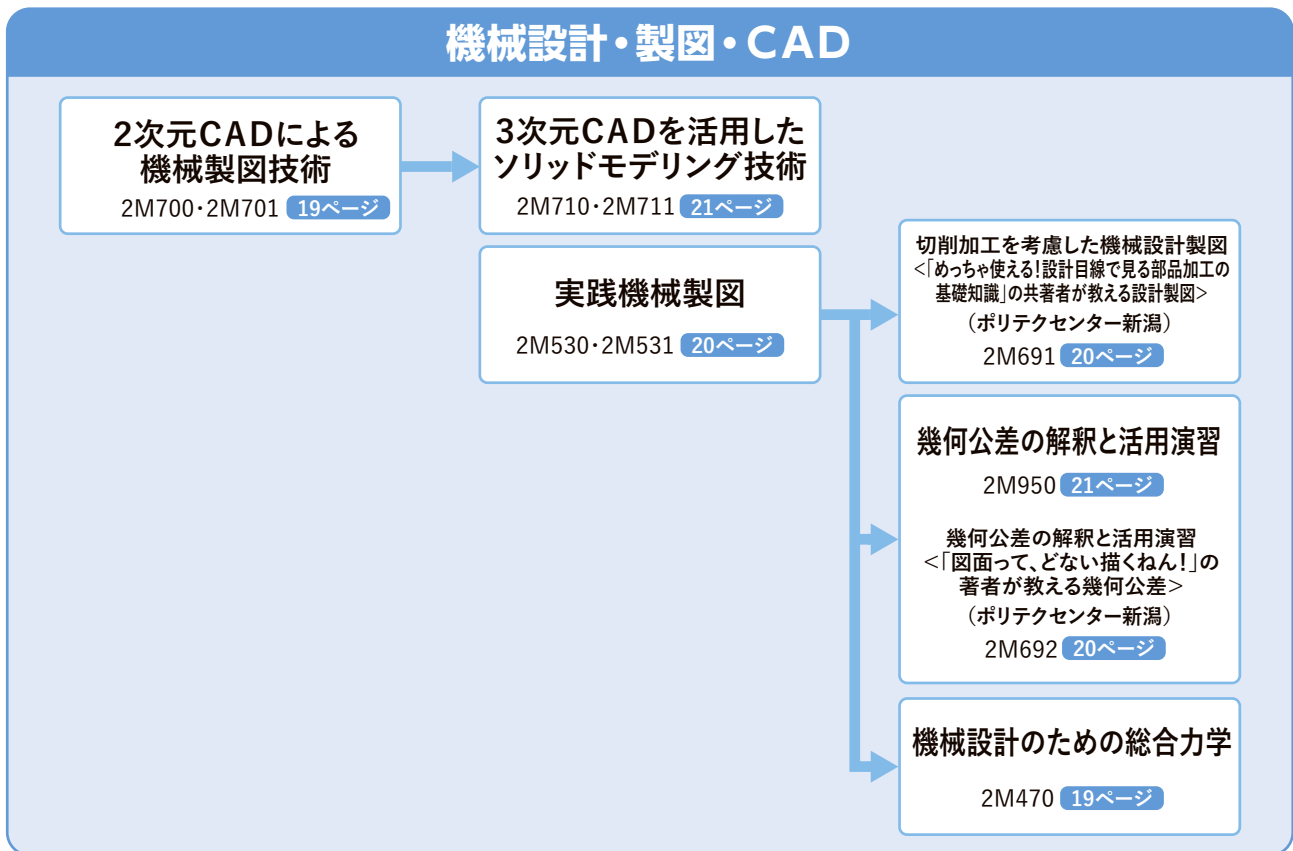 機械設計・製図・CAD
2次元CADによる
機械製図技術
2M700・2M701 19ページ
3次元CADを活用した
ソリッドモデリング技術
2M710・2M711 21ページ
実践機械製図
2M530・2M531 20ページ
切削加工を考慮した機械設計製図
<「めっちゃ使える!設計目線で見る部品加工の
基礎知識」の共著者が教える設計製図>
(ポリテクセンター新潟)
2M691 20ページ
幾何公差の解釈と活用演習
2M950 21ページ
幾何公差の解釈と活用演習
<「図面って、どない描くねん!」の
著者が教える幾何公差>
(ポリテクセンター新潟)
2M692 20ページ
機械設計のための総合力学
2M470 19ページ